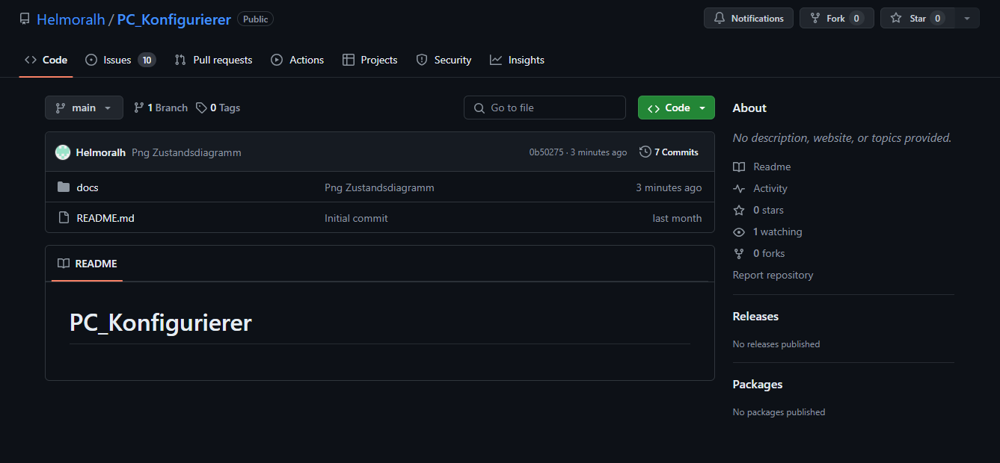 Helmoralh / PC_Konfigurierer Public Notifications Fork 0 Star 0
Code Issues 10 Pull requests Actions Projects Security Insights
main 1 Branch 0 Tags Go to file Code
Helmoralh Png Zustandsdiagramm 0b50275 · 3 minutes ago 7 Commits
docs Png Zustandsdiagramm 3 minutes ago
README.md Initial commit last month
README
PC_Konfigurierer
About
No description, website, or topics provided.
Readme
Activity
0 stars
1 watching
0 forks
Report repository
Releases
No releases published
Packages
No packages published